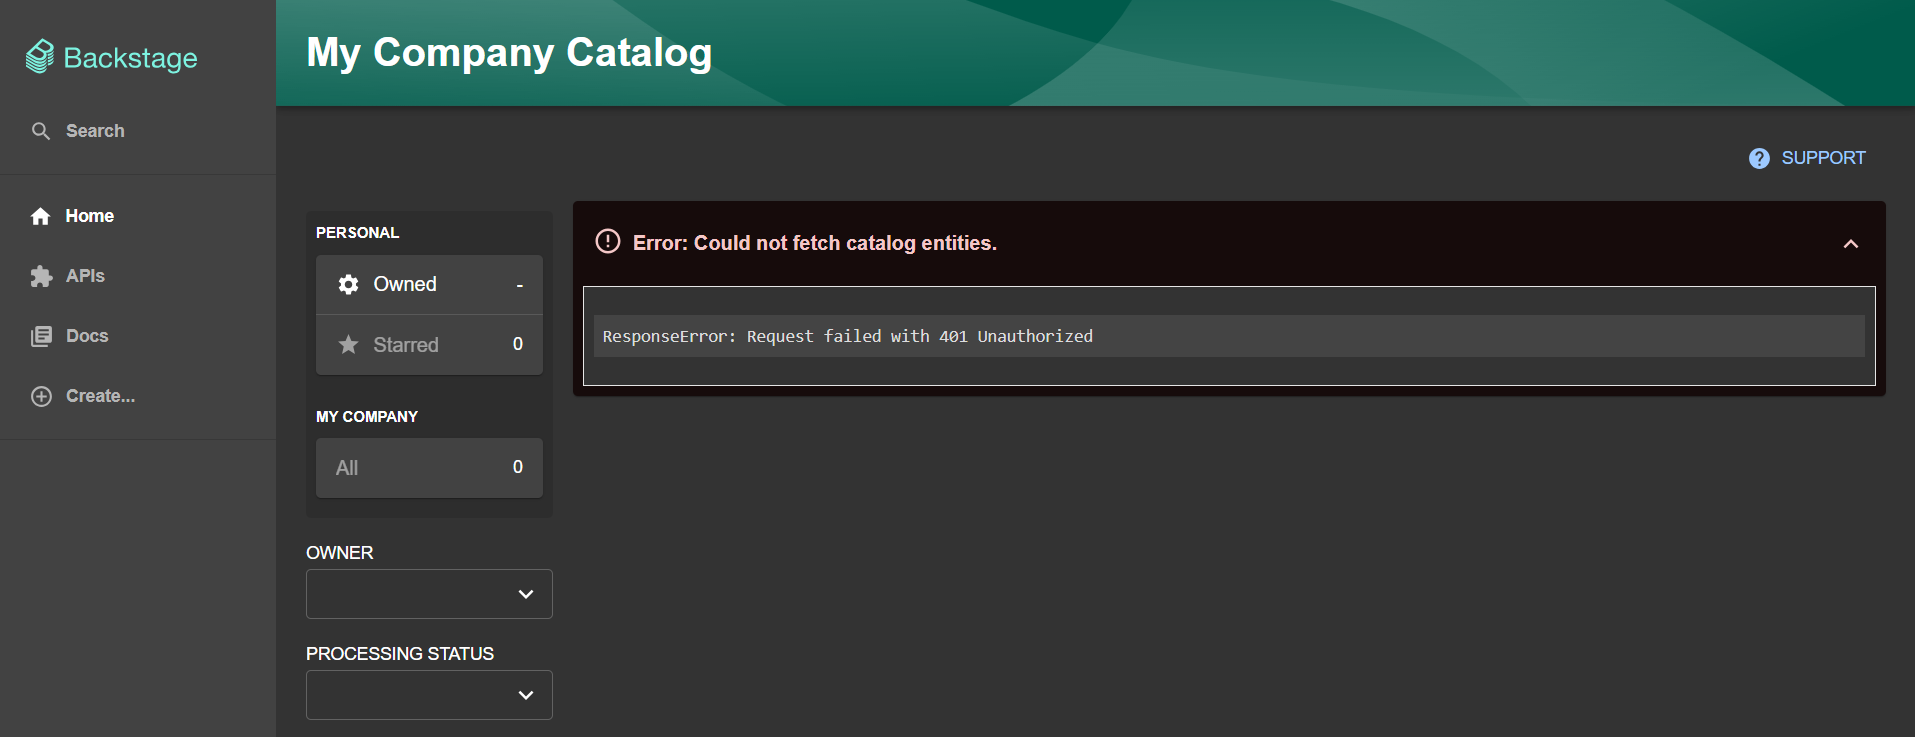 Backstage
Search
Home
APIs
Docs
Create...
My Company Catalog
SUPPORT
PERSONAL
Owned -
Starred 0
MY COMPANY
All 0
OWNER
PROCESSING STATUS
Error: Could not fetch catalog entities.
ResponseError: Request failed with 401 Unauthorized